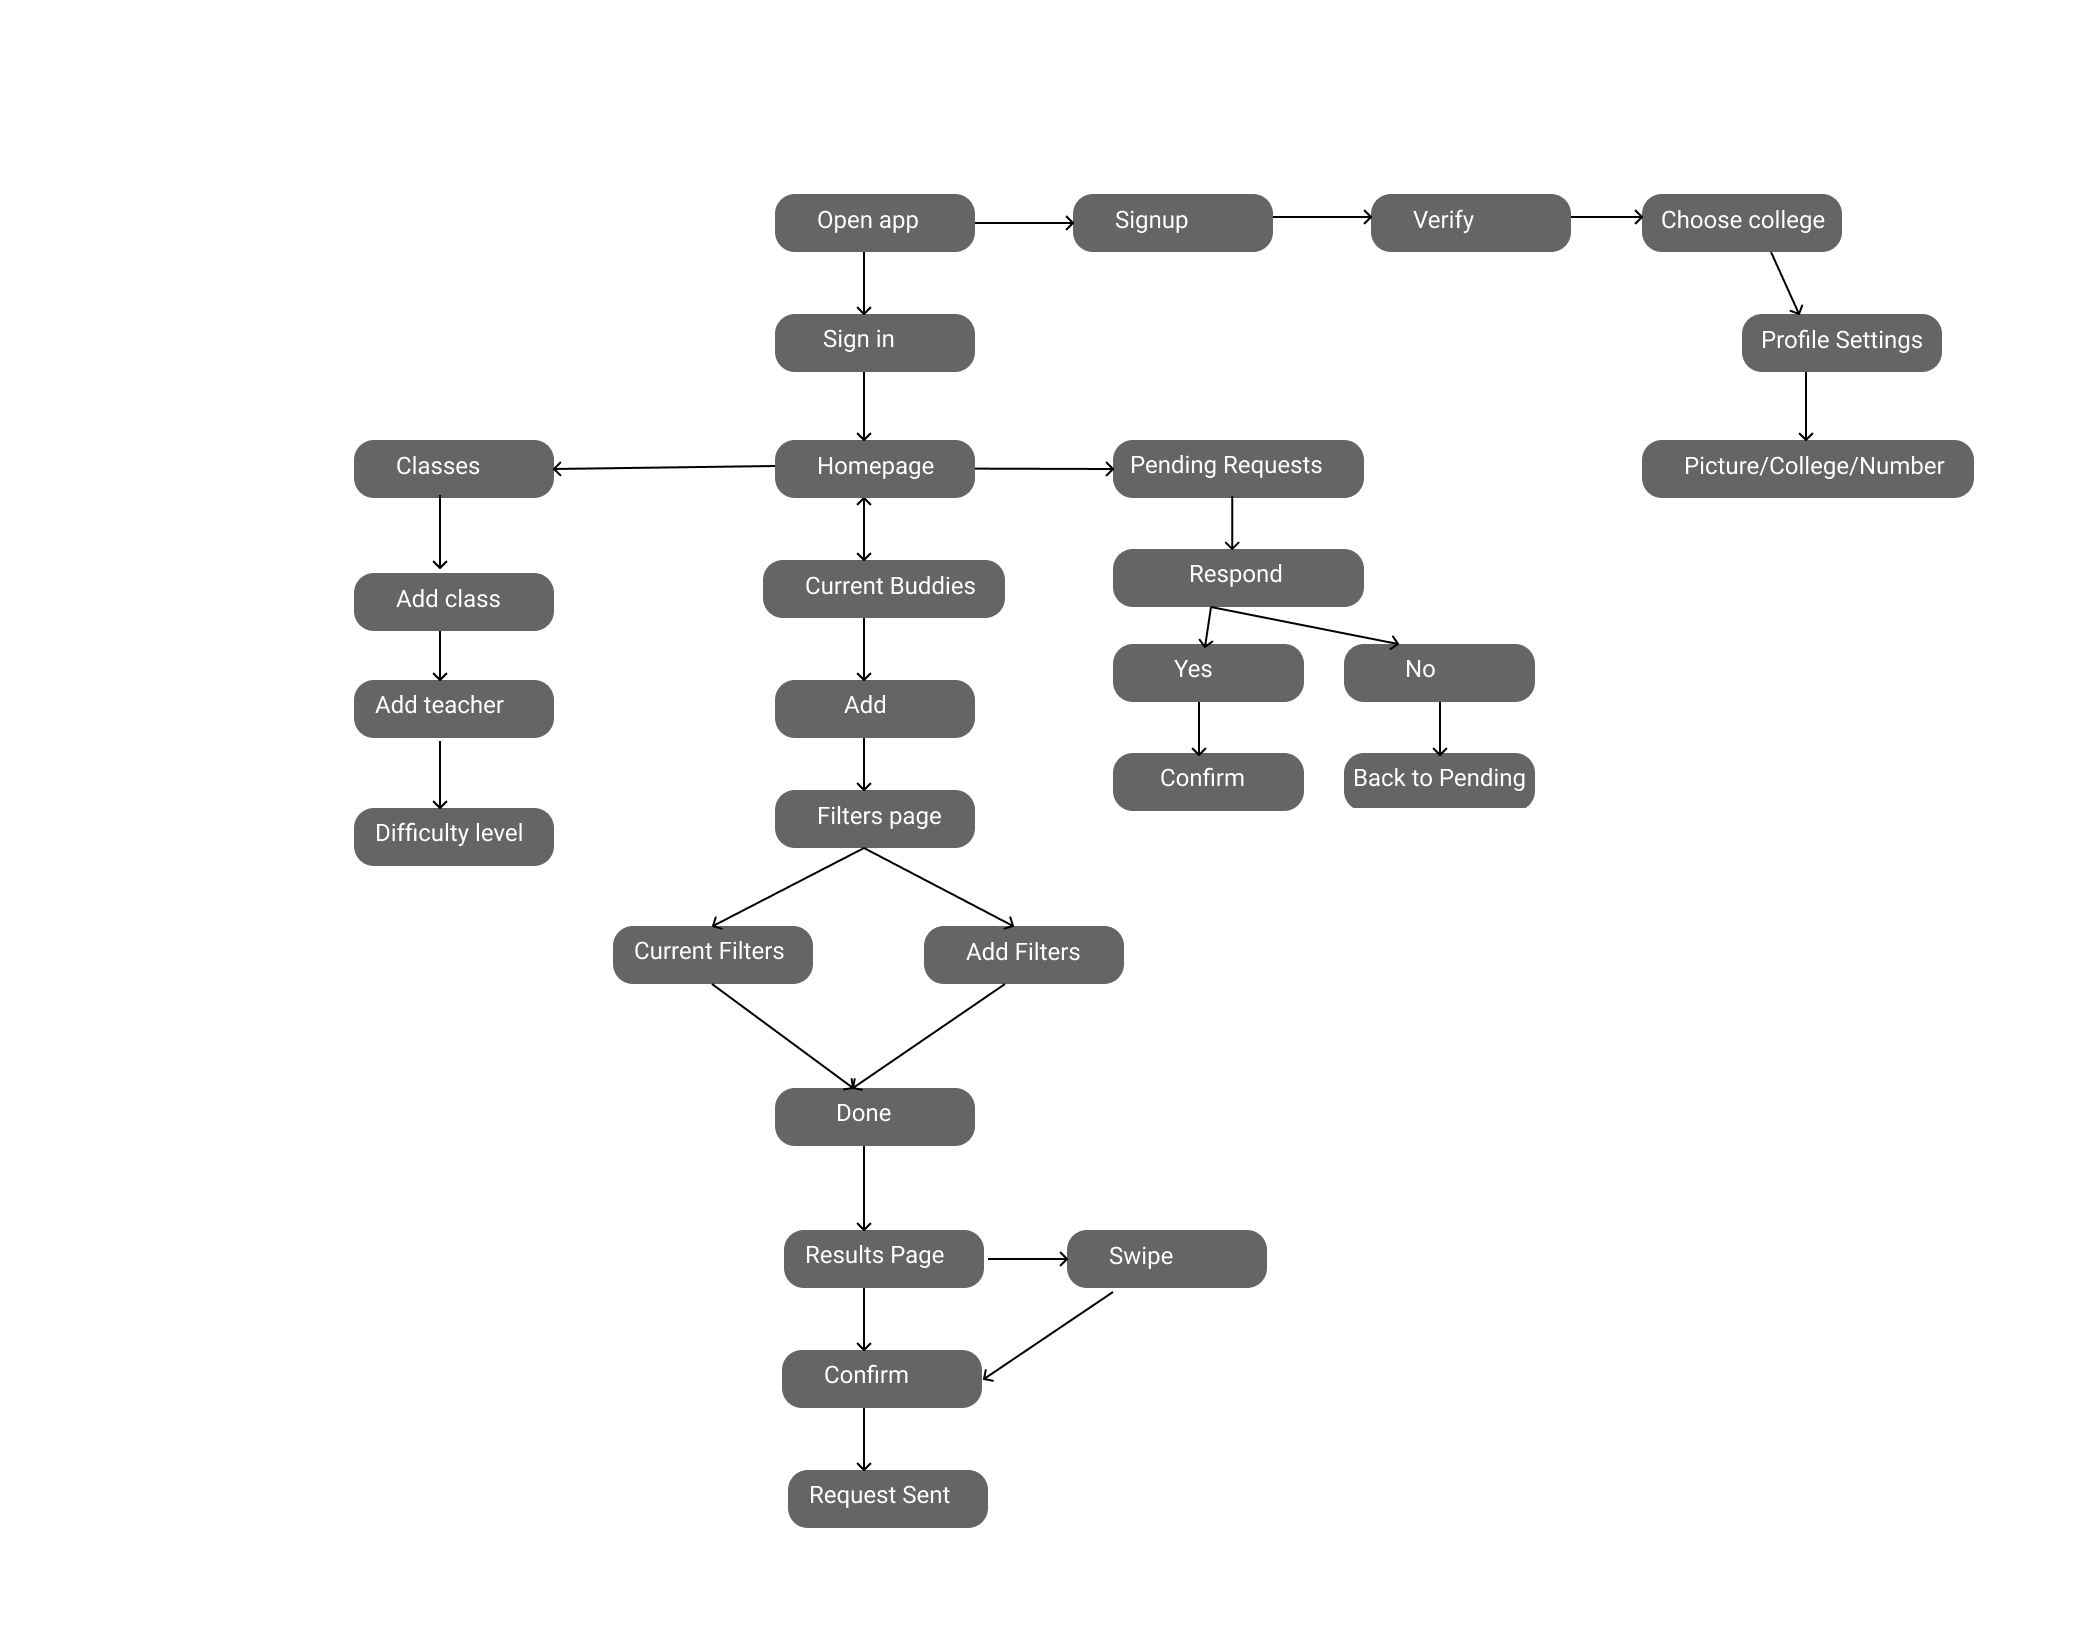 Open app
Signup
Verify
Choose college
Sign in
Profile Settings
Classes
Homepage
Pending Requests
Picture/College/Number
Current Buddies
Respond
Add class
Yes
No
Add teacher
Add
Confirm
Back to Pending
Filters page
Difficulty level
Current Filters
Add Filters
Done
Results Page
Swipe
Confirm
Request Sent